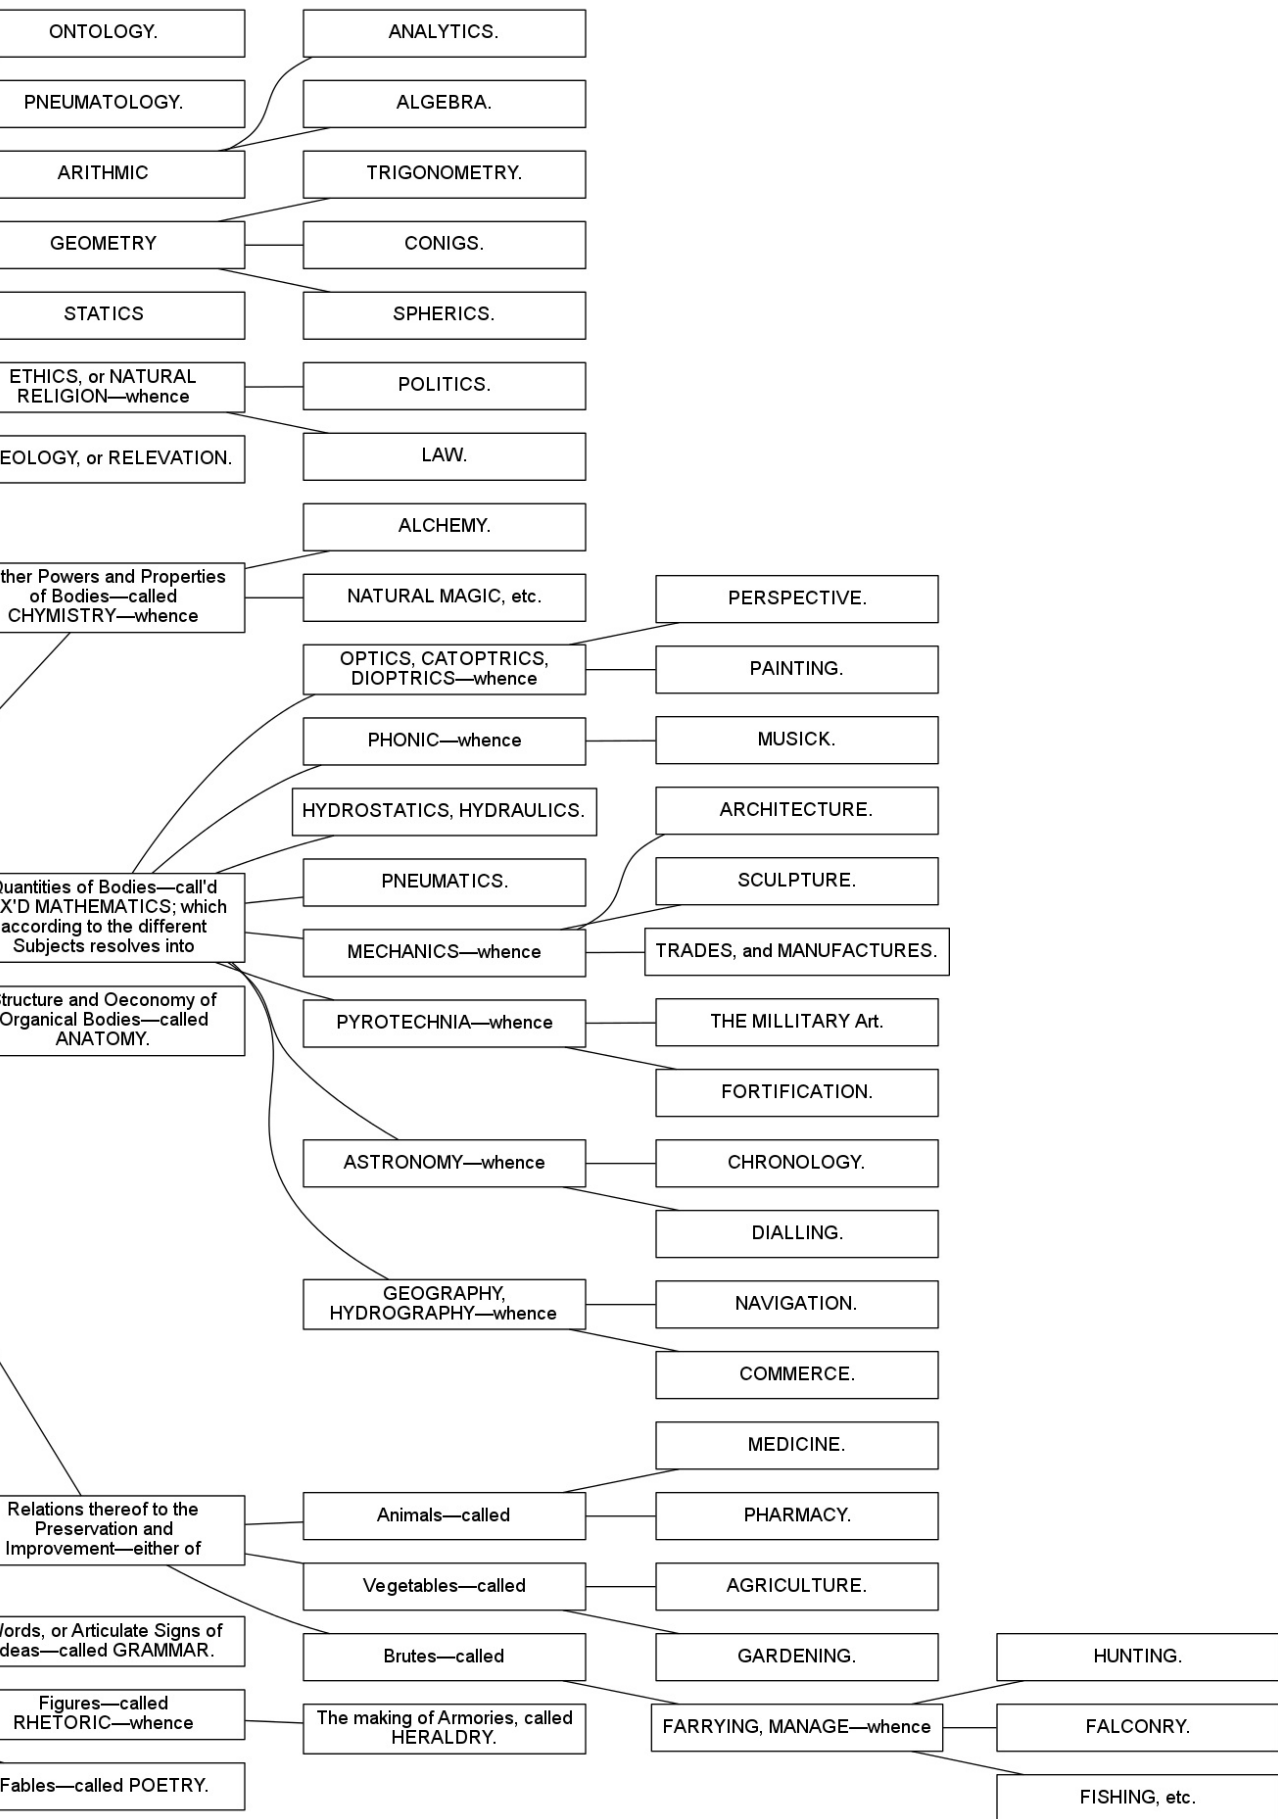 ONTOLOGY.
ANALYTICS.
PNEUMATOLOGY.
ALGEBRA.
ARITHMIC
TRIGONOMETRY.
GEOMETRY
CONIGS.
STATICS
SPHERICS.
ETHICS, or NATURAL
RELIGION—whence
POLITICS.
EOLOGY, or RELEVATION.
LAW.
ALCHEMY.
ther Powers and Properties
of Bodies—called
CHYMISTRY—whence
NATURAL MAGIC, etc.
PERSPECTIVE.
OPTICS, CATOPTRICS,
DIOPTRICS—whence
PAINTING.
PHONIC—whence
MUSICK.
HYDROSTATICS, HYDRAULICS.
ARCHITECTURE.
uantities of Bodies—call'd
X'D MATHEMATICS; which
according to the different
Subjects resolves into
PNEUMATICS.
SCULPTURE.
MECHANICS—whence
TRADES, and MANUFACTURES.
tructure and Oeconomy of
Organical Bodies—called
ANATOMY.
PYROTECHNIA—whence
THE MILLITARY Art.
FORTIFICATION.
ASTRONOMY—whence
CHRONOLOGY.
DIALLING.
GEOGRAPHY,
HYDROGRAPHY—whence
NAVIGATION.
COMMERCE.
MEDICINE.
Relations thereof to the
Preservation and
Improvement—either of
Animals—called
PHARMACY.
Vegetables—called
AGRICULTURE.
Words, or Articulate Signs of
deas—called GRAMMAR.
Brutes—called
GARDENING.
HUNTING.
Figures—called
RHETORIC—whence
The making of Armories, called
HERALDRY.
FARRYING, MANAGE—whence
FALCONRY.
Fables—called POETRY.
FISHING, etc.